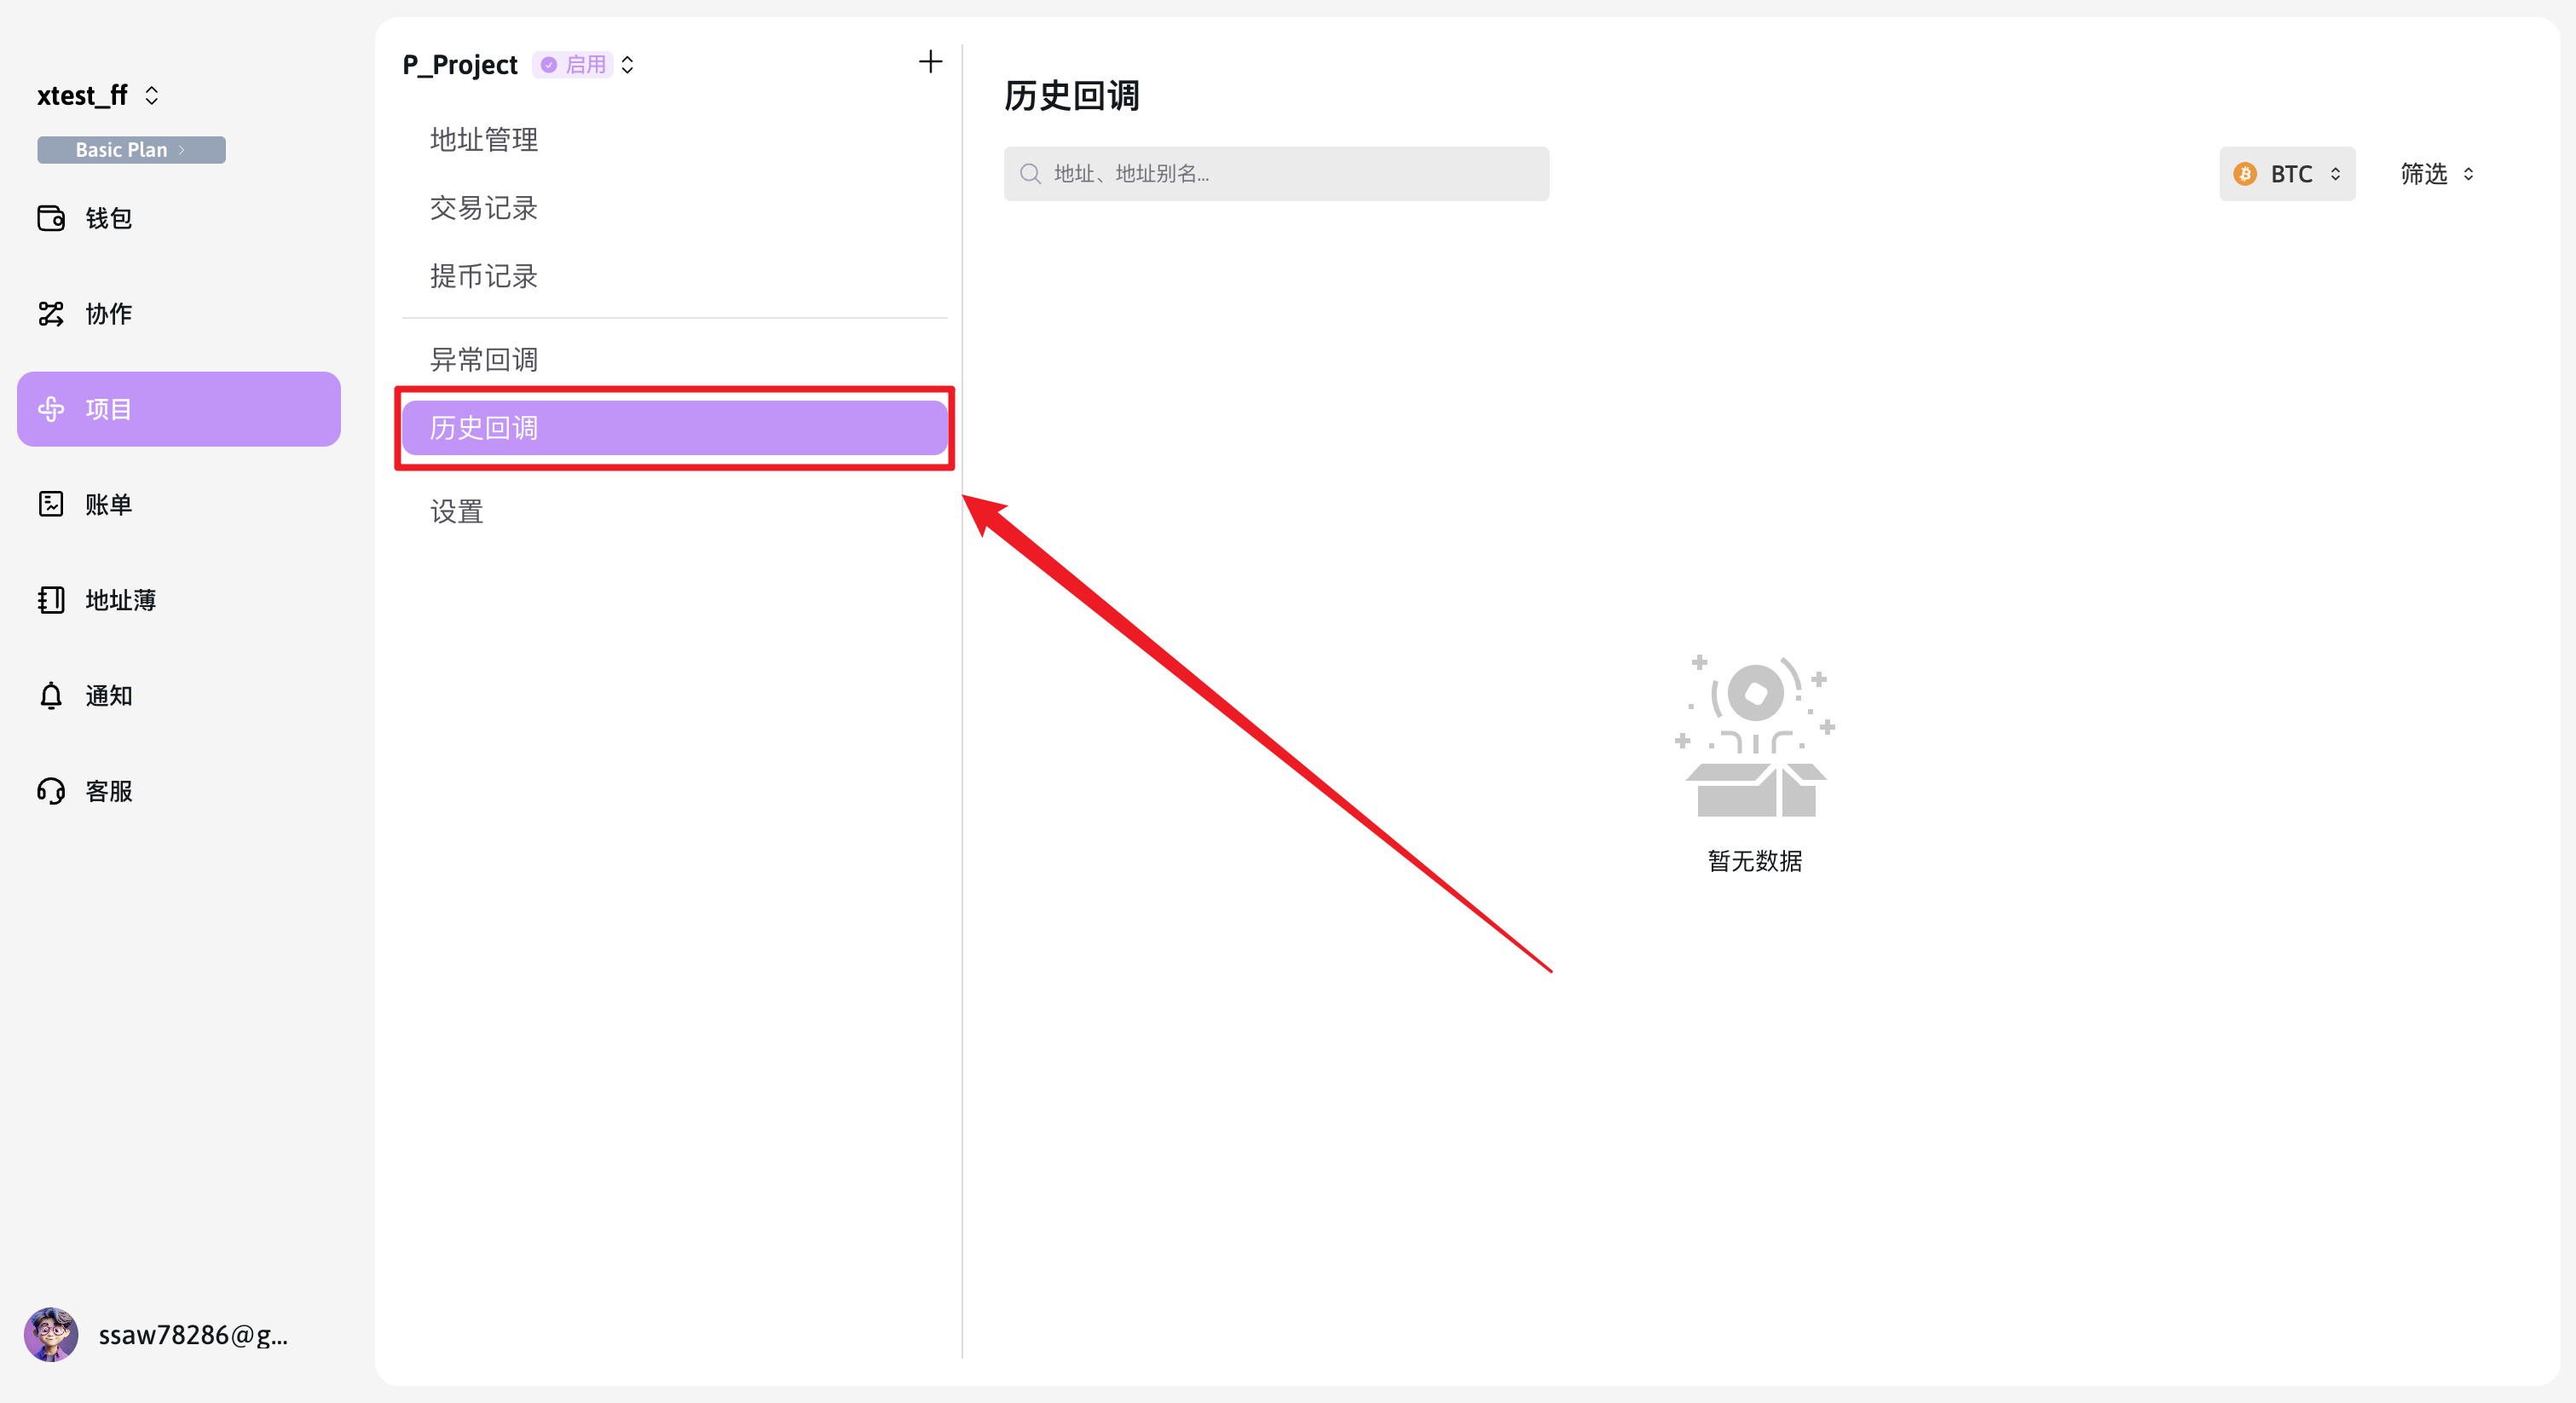 xtest_ff
Basic Plan
钱包
协作
项目
账单
地址薄
通知
客服
ssaw78286@g...
P_Project 启用
地址管理
交易记录
提币记录
异常回调
历史回调
设置
历史回调
地址、地址别名...
BTC 筛选
暂无数据